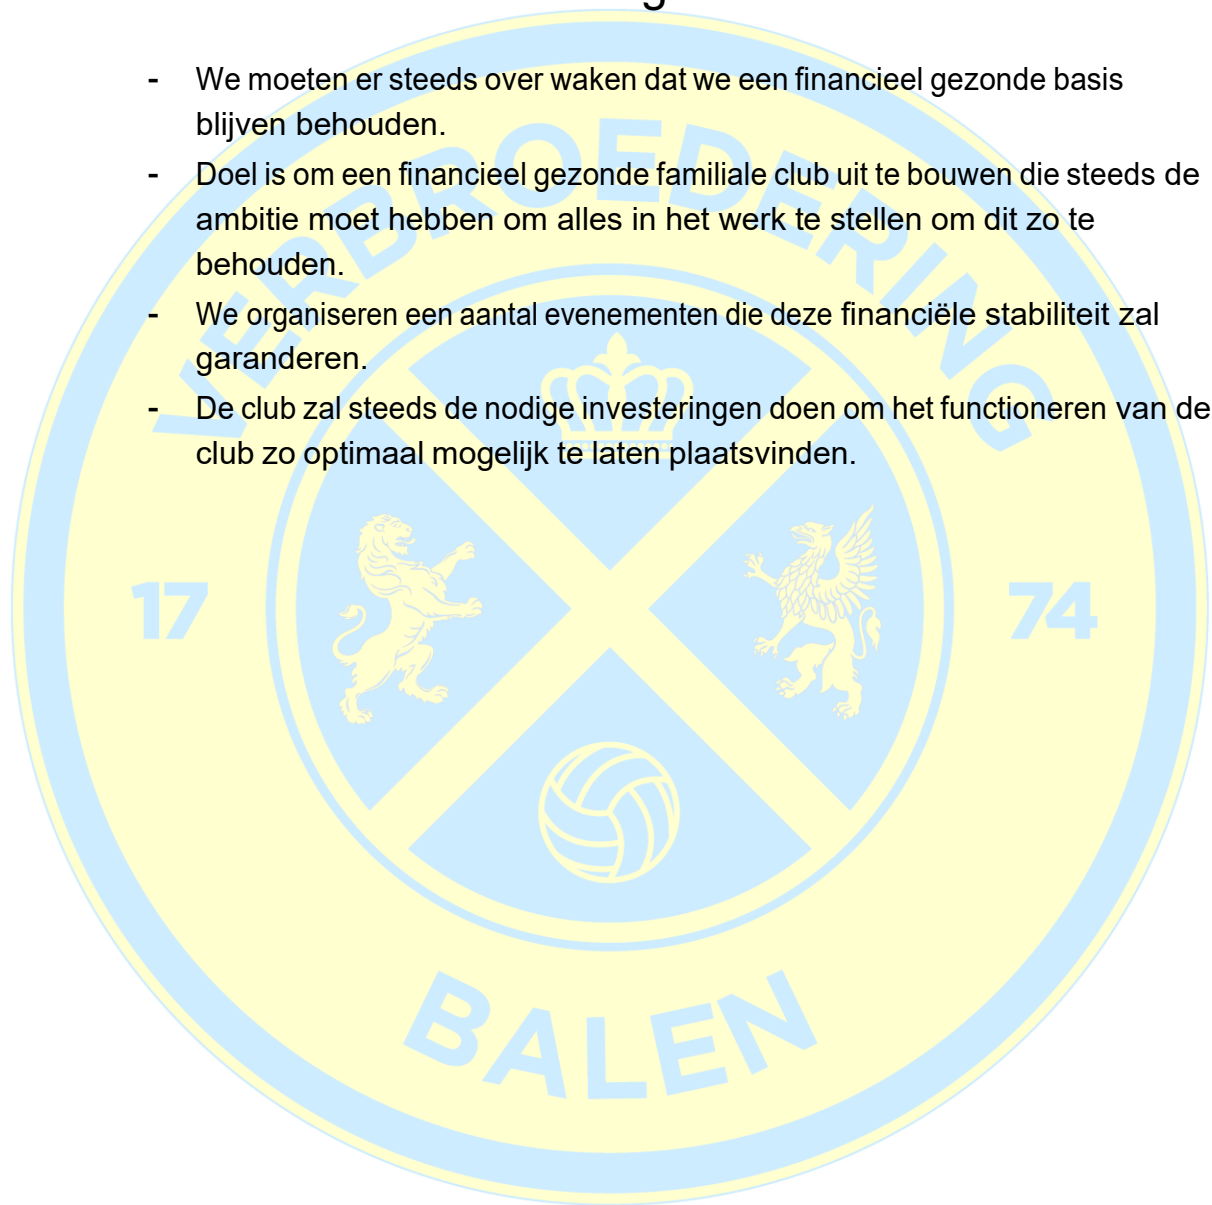 - We moeten er steeds over waken dat we een financieel gezonde basis
blijven behouden.
- Doel is om een financieel gezonde familiale club uit te bouwen die steeds de
ambitie moet hebben om alles in het werk te stellen om dit zo te
behouden.
- We organiseren een aantal evenementen die deze financiële stabiliteit zal
garanderen.
- De club zal steeds de nodige investeringen doen om het functioneren van de
club zo optimaal mogelijk te laten plaatsvinden.
VERBROEDERING
17 74
BALEN